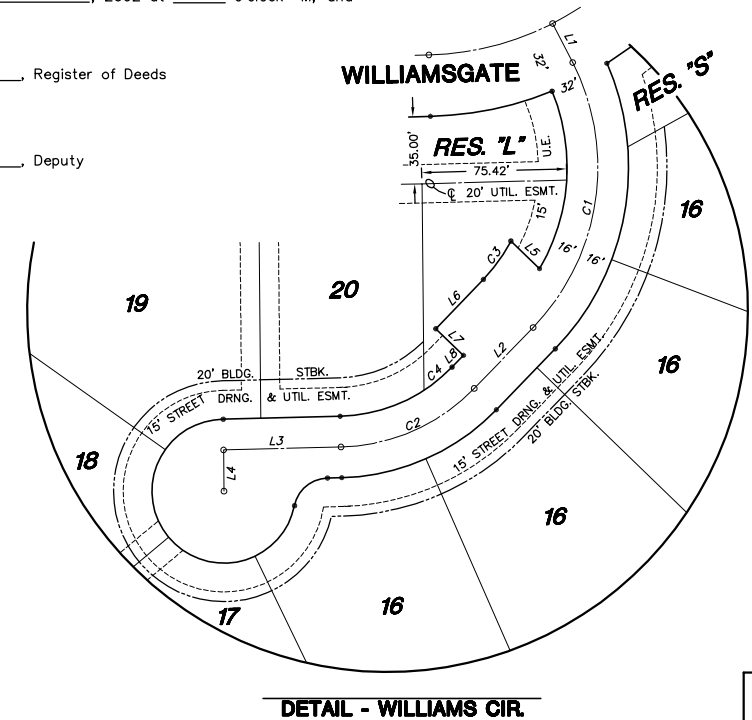 , 2002 at ______ o'clock M, and
, Register of Deeds
, Deputy
WILLIAMSGATE
L1
32'
32'
RES. "S"
35.00'
RES. "L"
U.E.
75.42'
℄ 20' UTIL. ESMT.
15'
C1
16
L5
C3
16' 16'
19
20
L6
L7
L8
L2
C4
16
20' BLDG. STBK.
15' STREET DRNG. & UTIL. ESMT.
15' STREET DRNG. & UTIL. ESMT.
20' BLDG. STBK.
C2
L3
L4
18
16
17
16
DETAIL - WILLIAMS CIR.